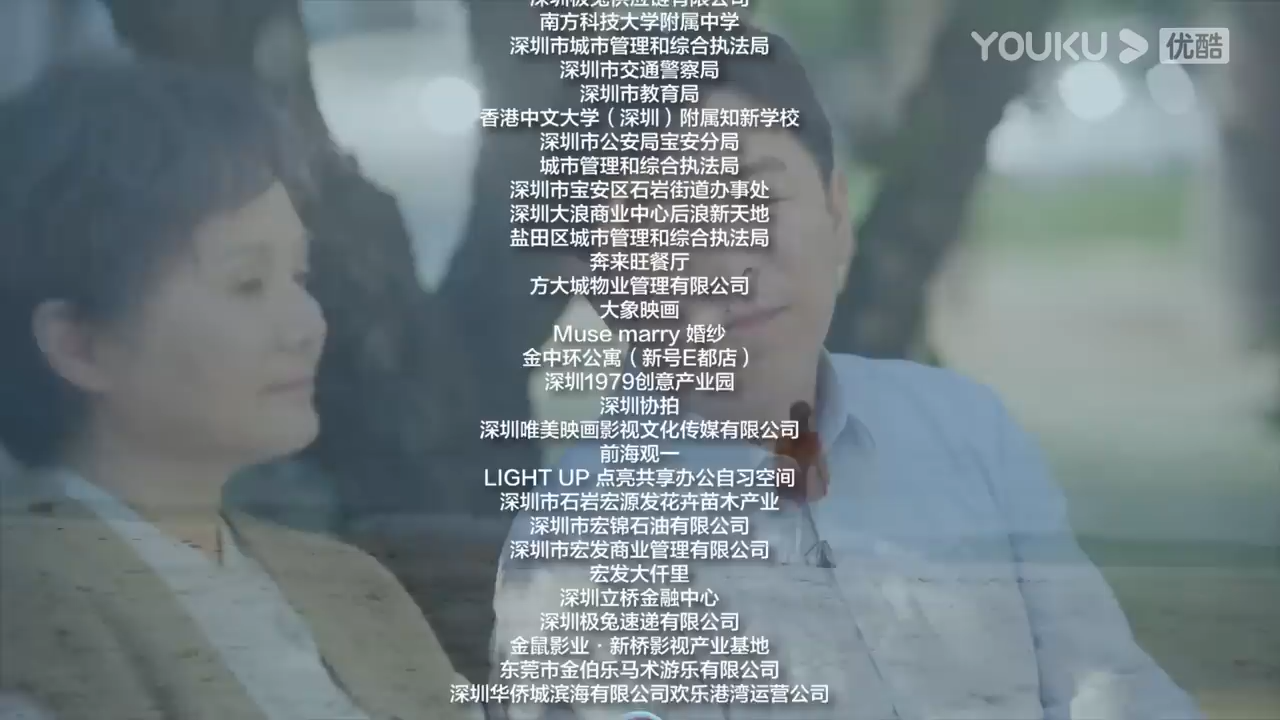 深圳极兔供应链有限公司
南方科技大学附属中学
YOUKU 优酷
深圳市城市管理和综合执法局
深圳市交通警察局
深圳市教育局
香港中文大学（深圳）附属知新学校
深圳市公安局宝安分局
城市管理和综合执法局
深圳市宝安区石岩街道办事处
深圳大浪商业中心后浪新天地
盐田区城市管理和综合执法局
奔来旺餐厅
方大城物业管理有限公司
大象映画
Muse marry 婚纱
金中环公寓（新号E都店）
深圳1979创意产业园
深圳协拍
深圳唯美映画影视文化传媒有限公司
前海观一
LIGHT UP 点亮共享办公自习空间
深圳市石岩宏源发花卉苗木产业
深圳市宏锦石油有限公司
深圳市宏发商业管理有限公司
宏发大仟里
深圳立桥金融中心
深圳极兔速递有限公司
金鼠影业·新桥影视产业基地
东莞市金伯乐马术游乐有限公司
深圳华侨城滨海有限公司欢乐港湾运营公司